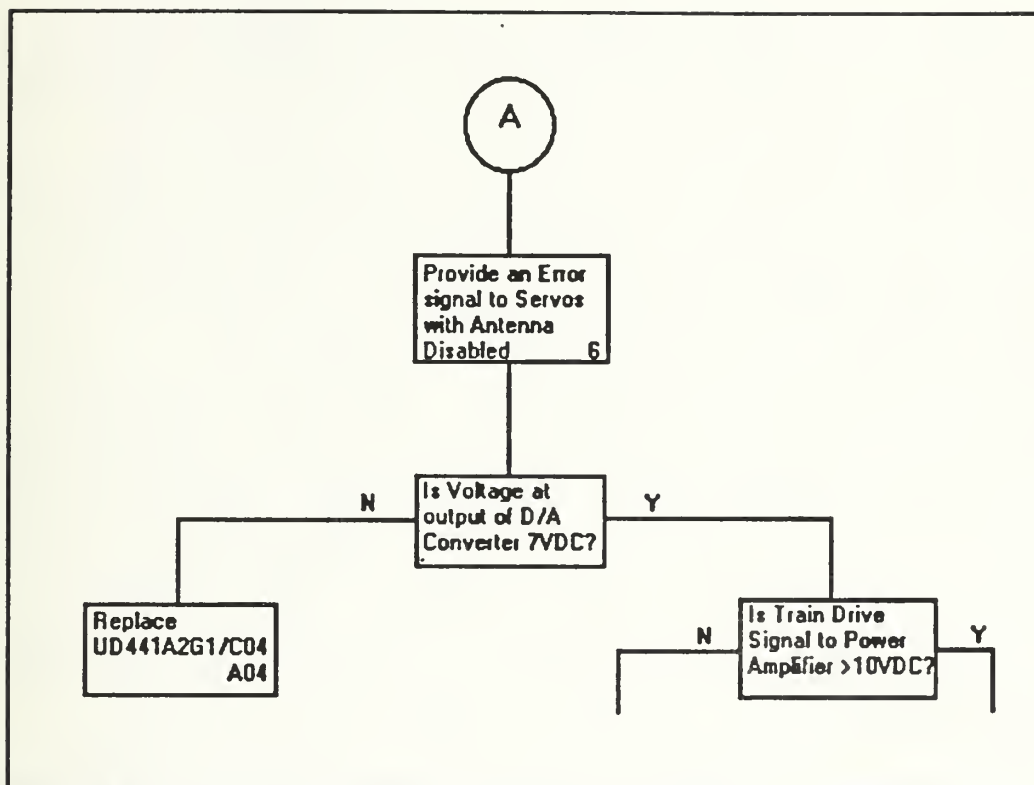 A
Provide an Error
signal to Servos
with Antenna
Disabled 6
N
Is Voltage at
output of D/A
Converter 7VDC?
Y
Replace
UD441A2G1/C04
A04
N
Is Train Drive
Signal to Power
Amplifier >10VDC?
Y